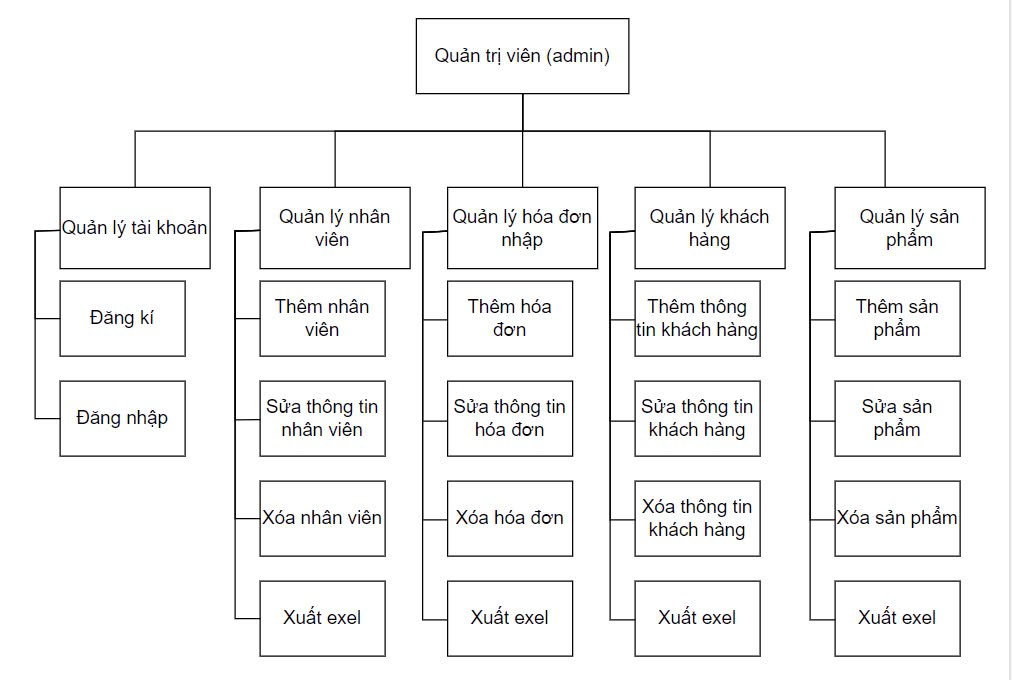 Quản trị viên (admin)
Quản lý tài khoản
Đăng kí
Đăng nhập
Quản lý nhân
viên
Thêm nhân
viên
Sửa thông tin
nhân viên
Xóa nhân viên
Xuất exel
Quản lý hóa đơn
nhập
Thêm hóa
đơn
Sửa thông tin
hóa đơn
Xóa hóa đơn
Xuất exel
Quản lý khách
hàng
Thêm thông
tin khách hàng
Sửa thông tin
khách hàng
Xóa thông tin
khách hàng
Xuất exel
Quản lý sản
phẩm
Thêm sản
phẩm
Sửa sản
phẩm
Xóa sản phẩm
Xuất exel